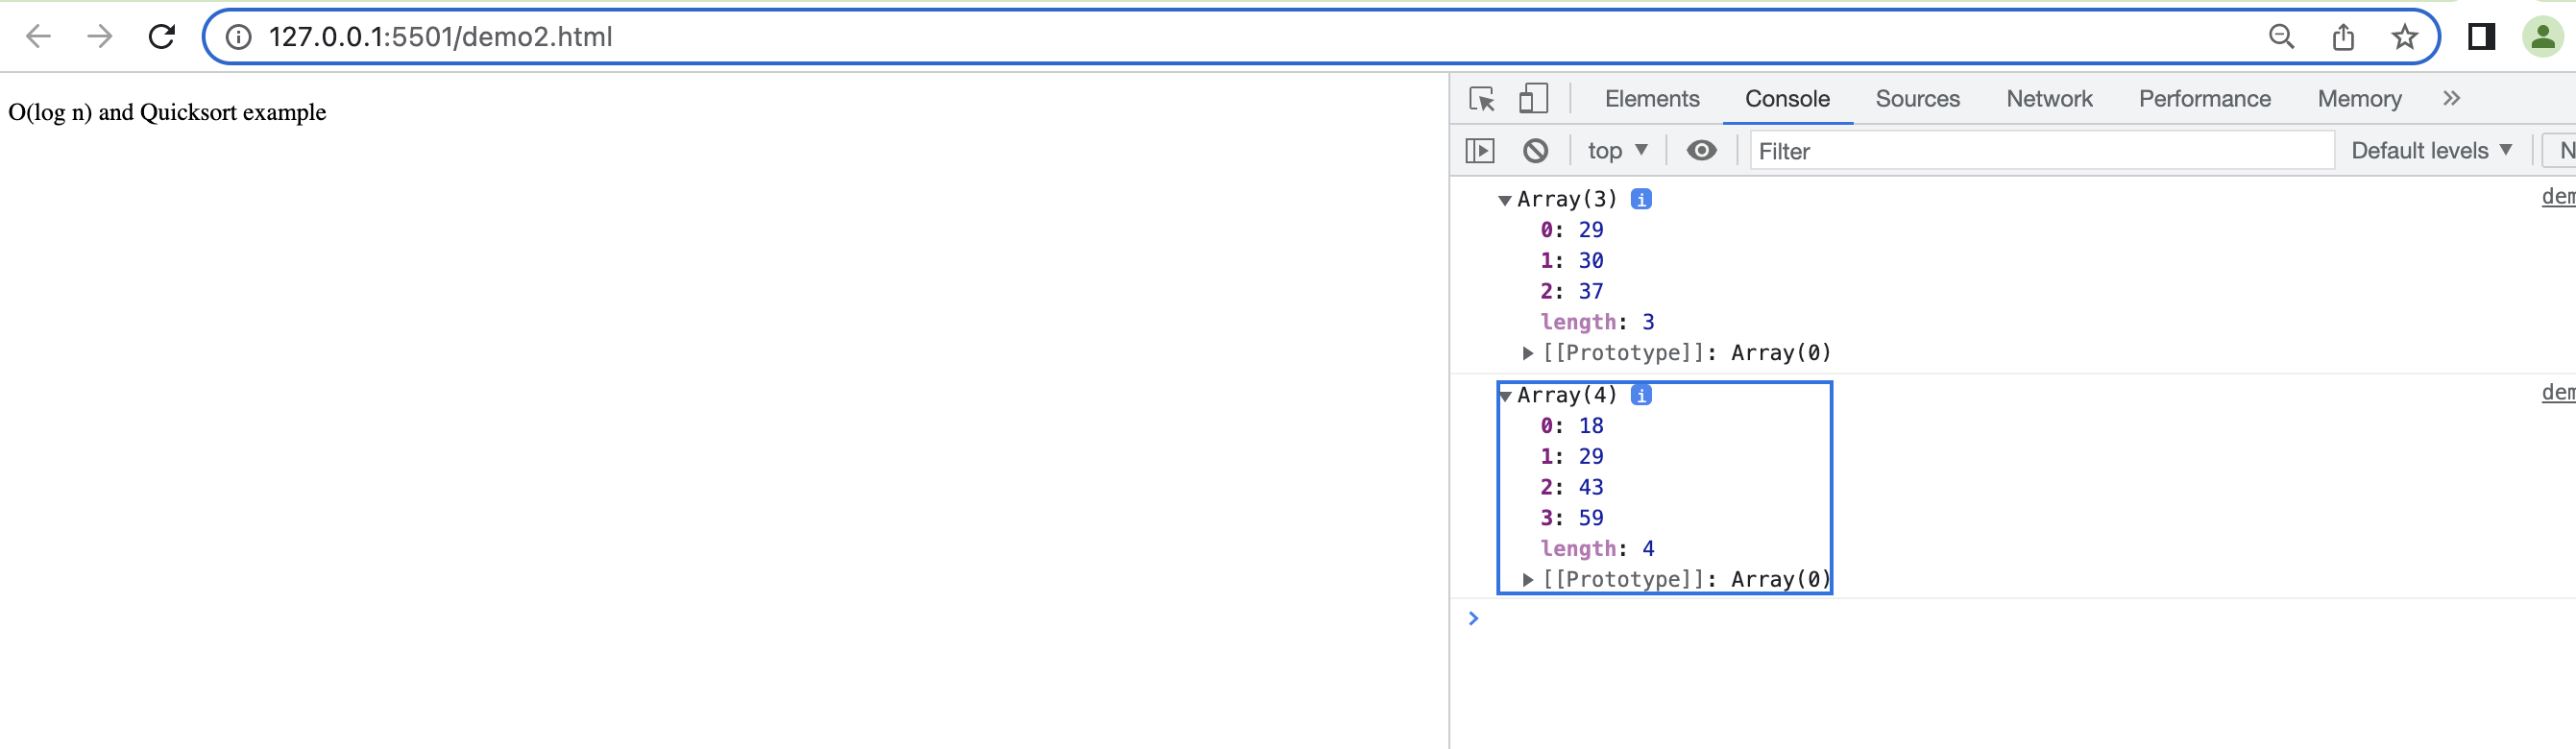 127.0.0.1:5501/demo2.html
O(log n) and Quicksort example
Elements Console Sources Network Performance Memory »
top Filter Default levels N
Array(3) i dem
0: 29
1: 30
2: 37
length: 3
[[Prototype]]: Array(0)
Array(4) i dem
0: 18
1: 29
2: 43
3: 59
length: 4
[[Prototype]]: Array(0)
>